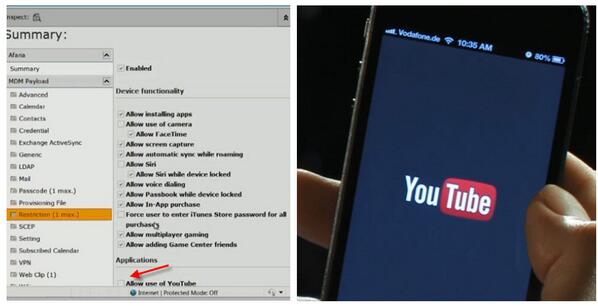 nspect:
Summary:
Afaria
Summary
MDM Payload
Advanced
Calendar
Contacts
Credential
Exchange ActiveSync
Generic
LDAP
Mail
Passcode (1 max.)
Provisioning File
Restriction (1 max.)
SCEP
Setting
Subscribed Calendars
VPN
Web Clip (1)
Enabled
Device functionality
Allow installing apps
Allow use of camera
Allow FaceTime
Allow screen capture
Allow automatic sync while roaming
Allow Siri
Allow Siri while device locked
Allow voice dialing
Allow Passbook while device locked
Allow In-App purchase
Force user to enter iTunes Store password for all
purchases
Allow multiplayer gaming
Allow adding Game Center friends
Applications
Allow use of YouTube
Internet | Protected Mode: Off
Vodafone.de 10:35 AM 80%
YouTube